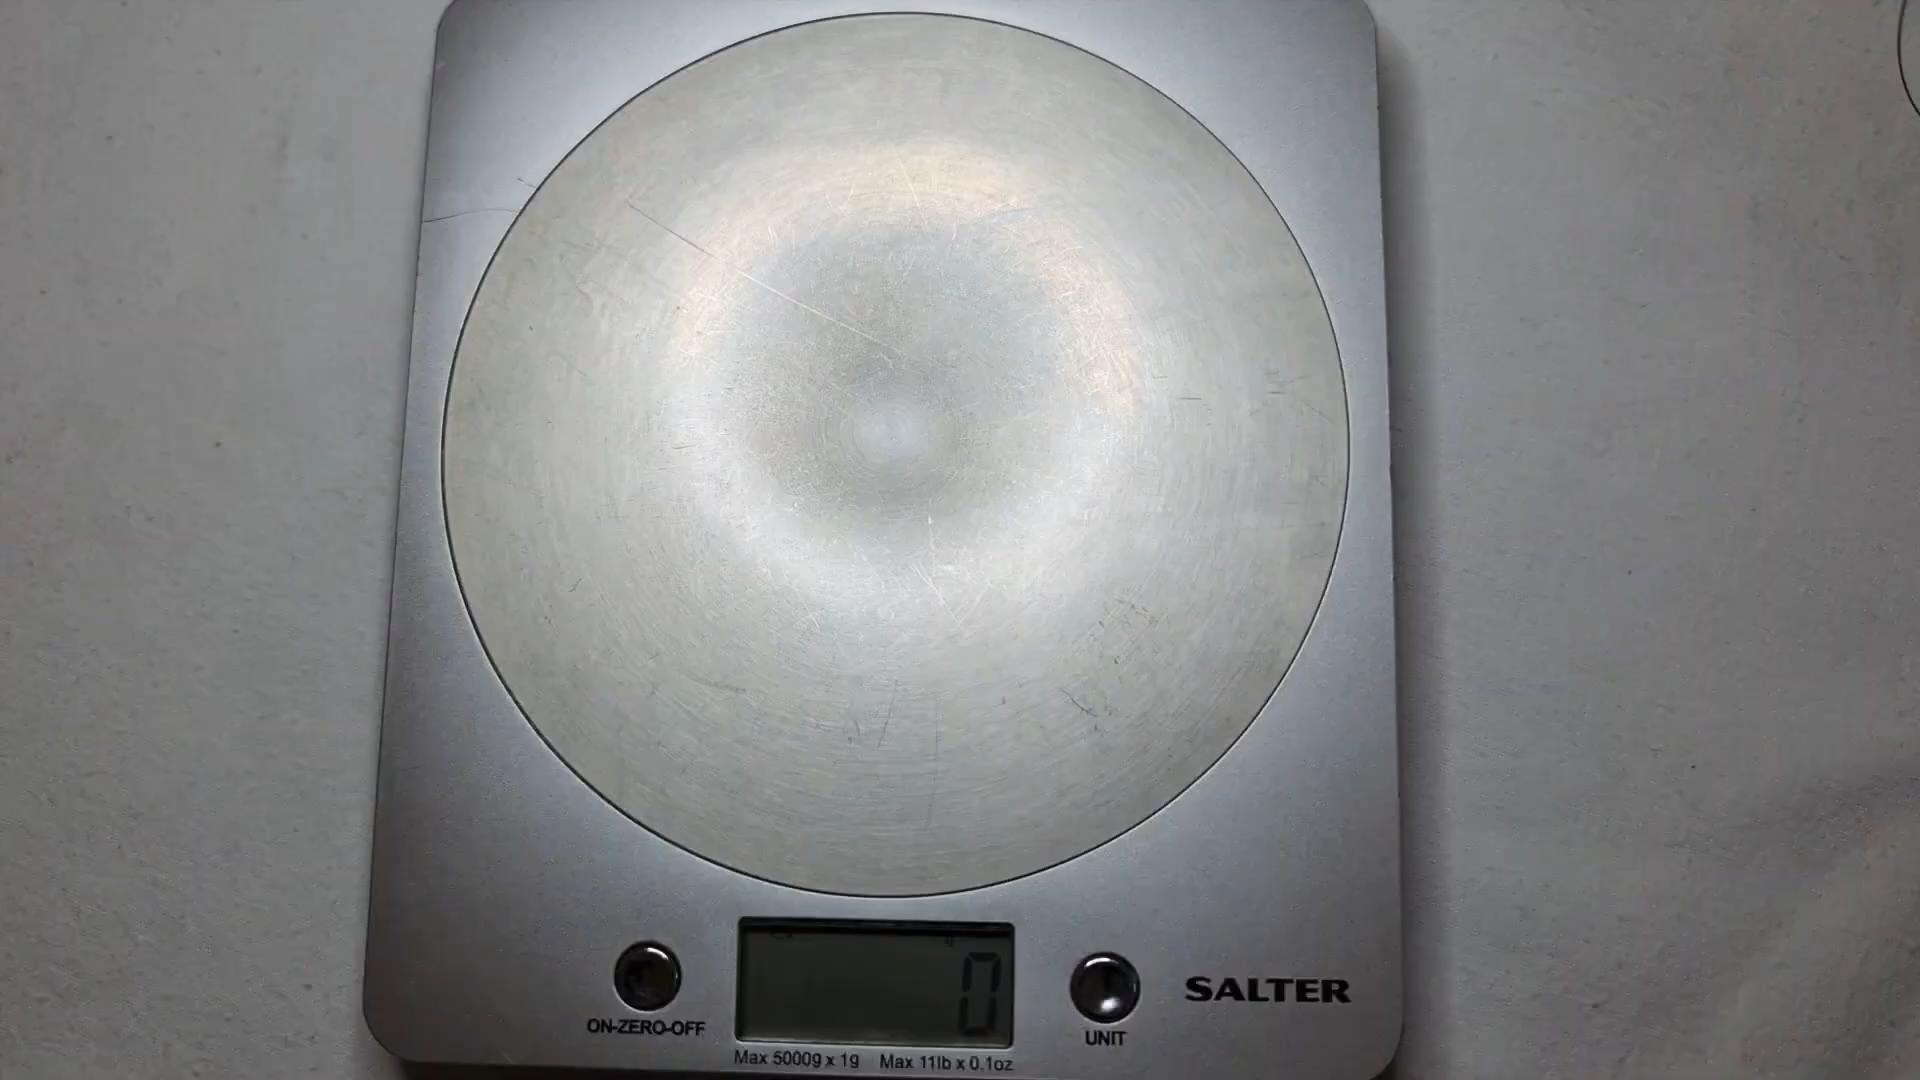 0
ON-ZERO-OFF
UNIT
SALTER
Max 5000g x 1g Max 11lb x 0.1oz